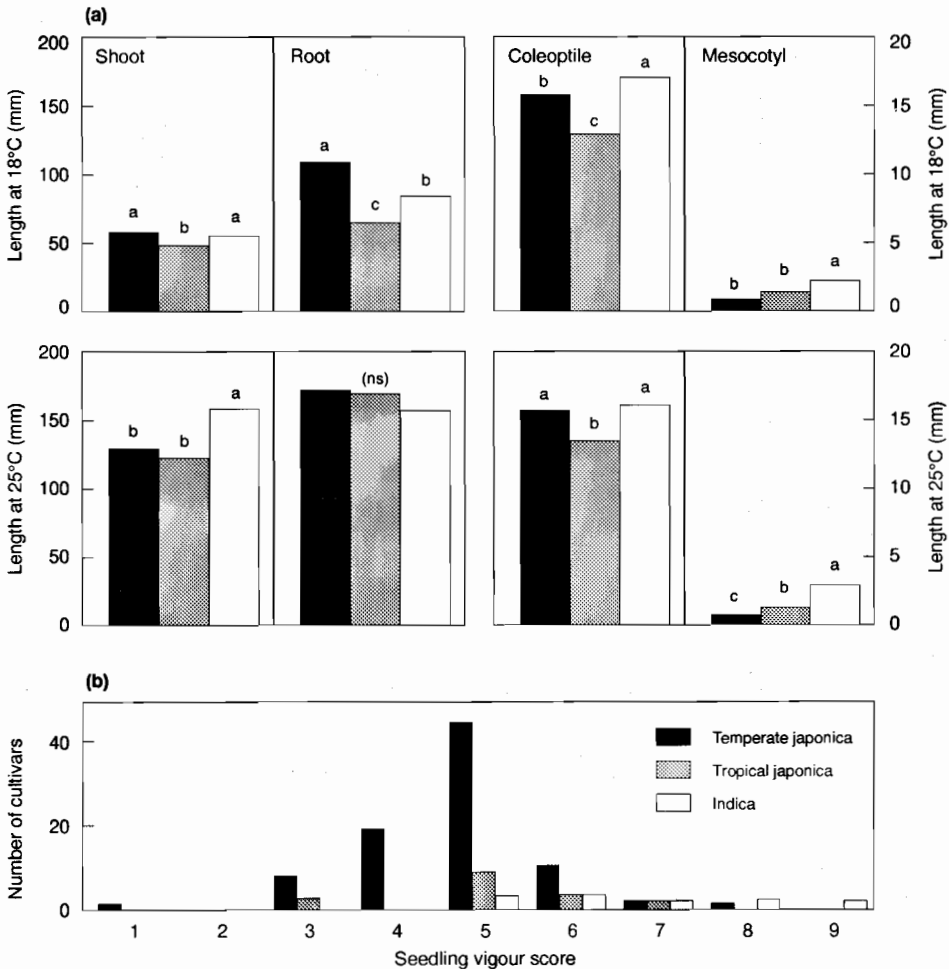 (a)
Shoot
Root
Coleoptile
Mesocotyl
Length at 18°C (mm)
200
150
100
50
0
a
b
a
a
c
b
b
c
a
b
b
a
20
15
10
5
0
Length at 18°C (mm)
Length at 25°C (mm)
200
150
100
50
0
b
b
a
(ns)
a
b
a
c
b
a
20
15
10
5
0
Length at 25°C (mm)
(b)
Number of cultivars
40
20
0
Temperate japonica
Tropical japonica
Indica
1 2 3 4 5 6 7 8 9
Seedling vigour score